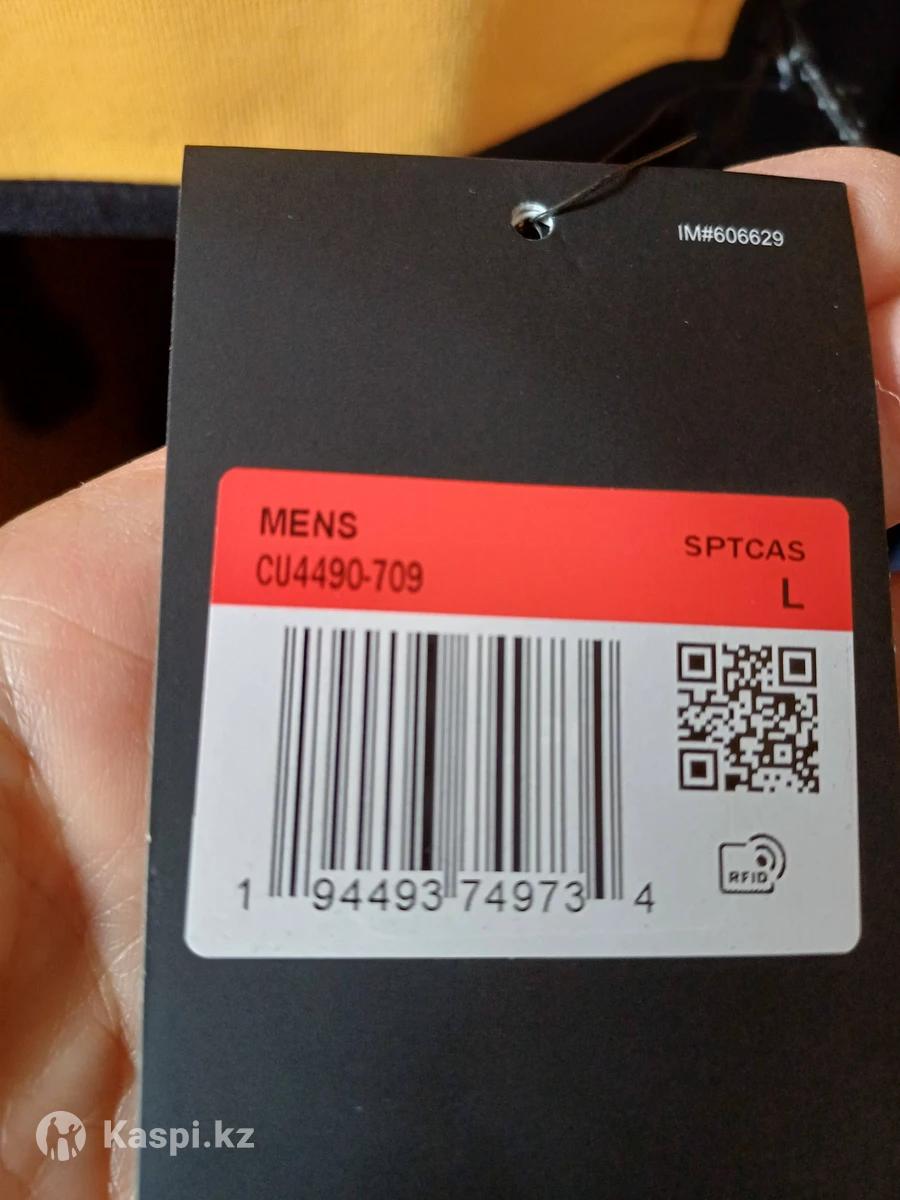 IM#606629
MENS
CU4490-709
SPTCAS
L
1 94493 74973 4
RFID
Kaspi.kz